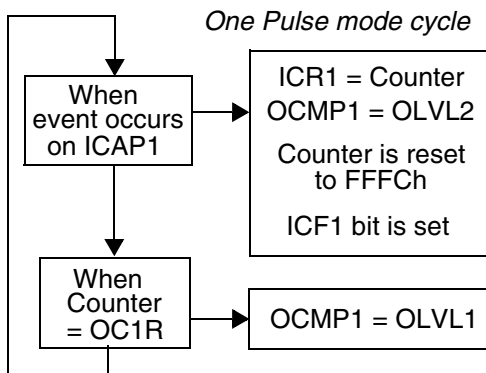 One Pulse mode cycle
When
event occurs
on ICAP1
ICR1 = Counter
OCMP1 = OLVL2
Counter is reset
to FFFCh
ICF1 bit is set
When
Counter
= OC1R
OCMP1 = OLVL1